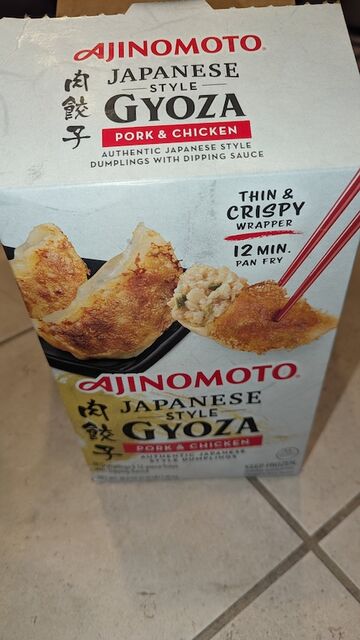 AJINOMOTO
肉餃子
JAPANESE
STYLE
GYOZA
PORK & CHICKEN
AUTHENTIC JAPANESE STYLE
DUMPLINGS WITH DIPPING SAUCE
THIN &
CRISPY
WRAPPER
12 MIN.
PAN FRY
AJINOMOTO
肉餃子
JAPANESE
STYLE
GYOZA
PORK & CHICKEN
AUTHENTIC JAPANESE
STYLE DUMPLINGS
KEEP FROZEN